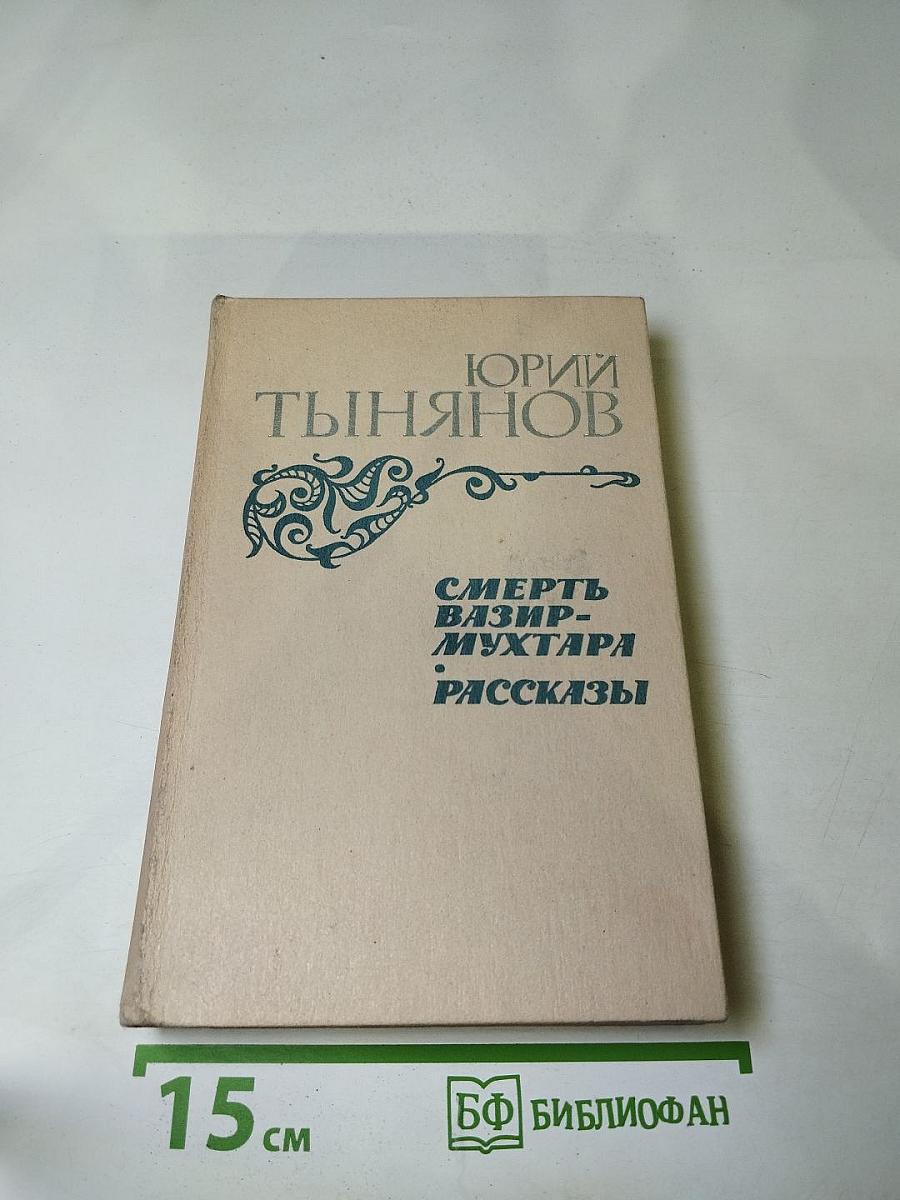 ЮРИЙ
ТЫНЯНОВ
СМЕРТЬ
ВАЗИР-
МУХТАРА
•
РАССКАЗЫ
15 см
БФ БИБЛИОФАН